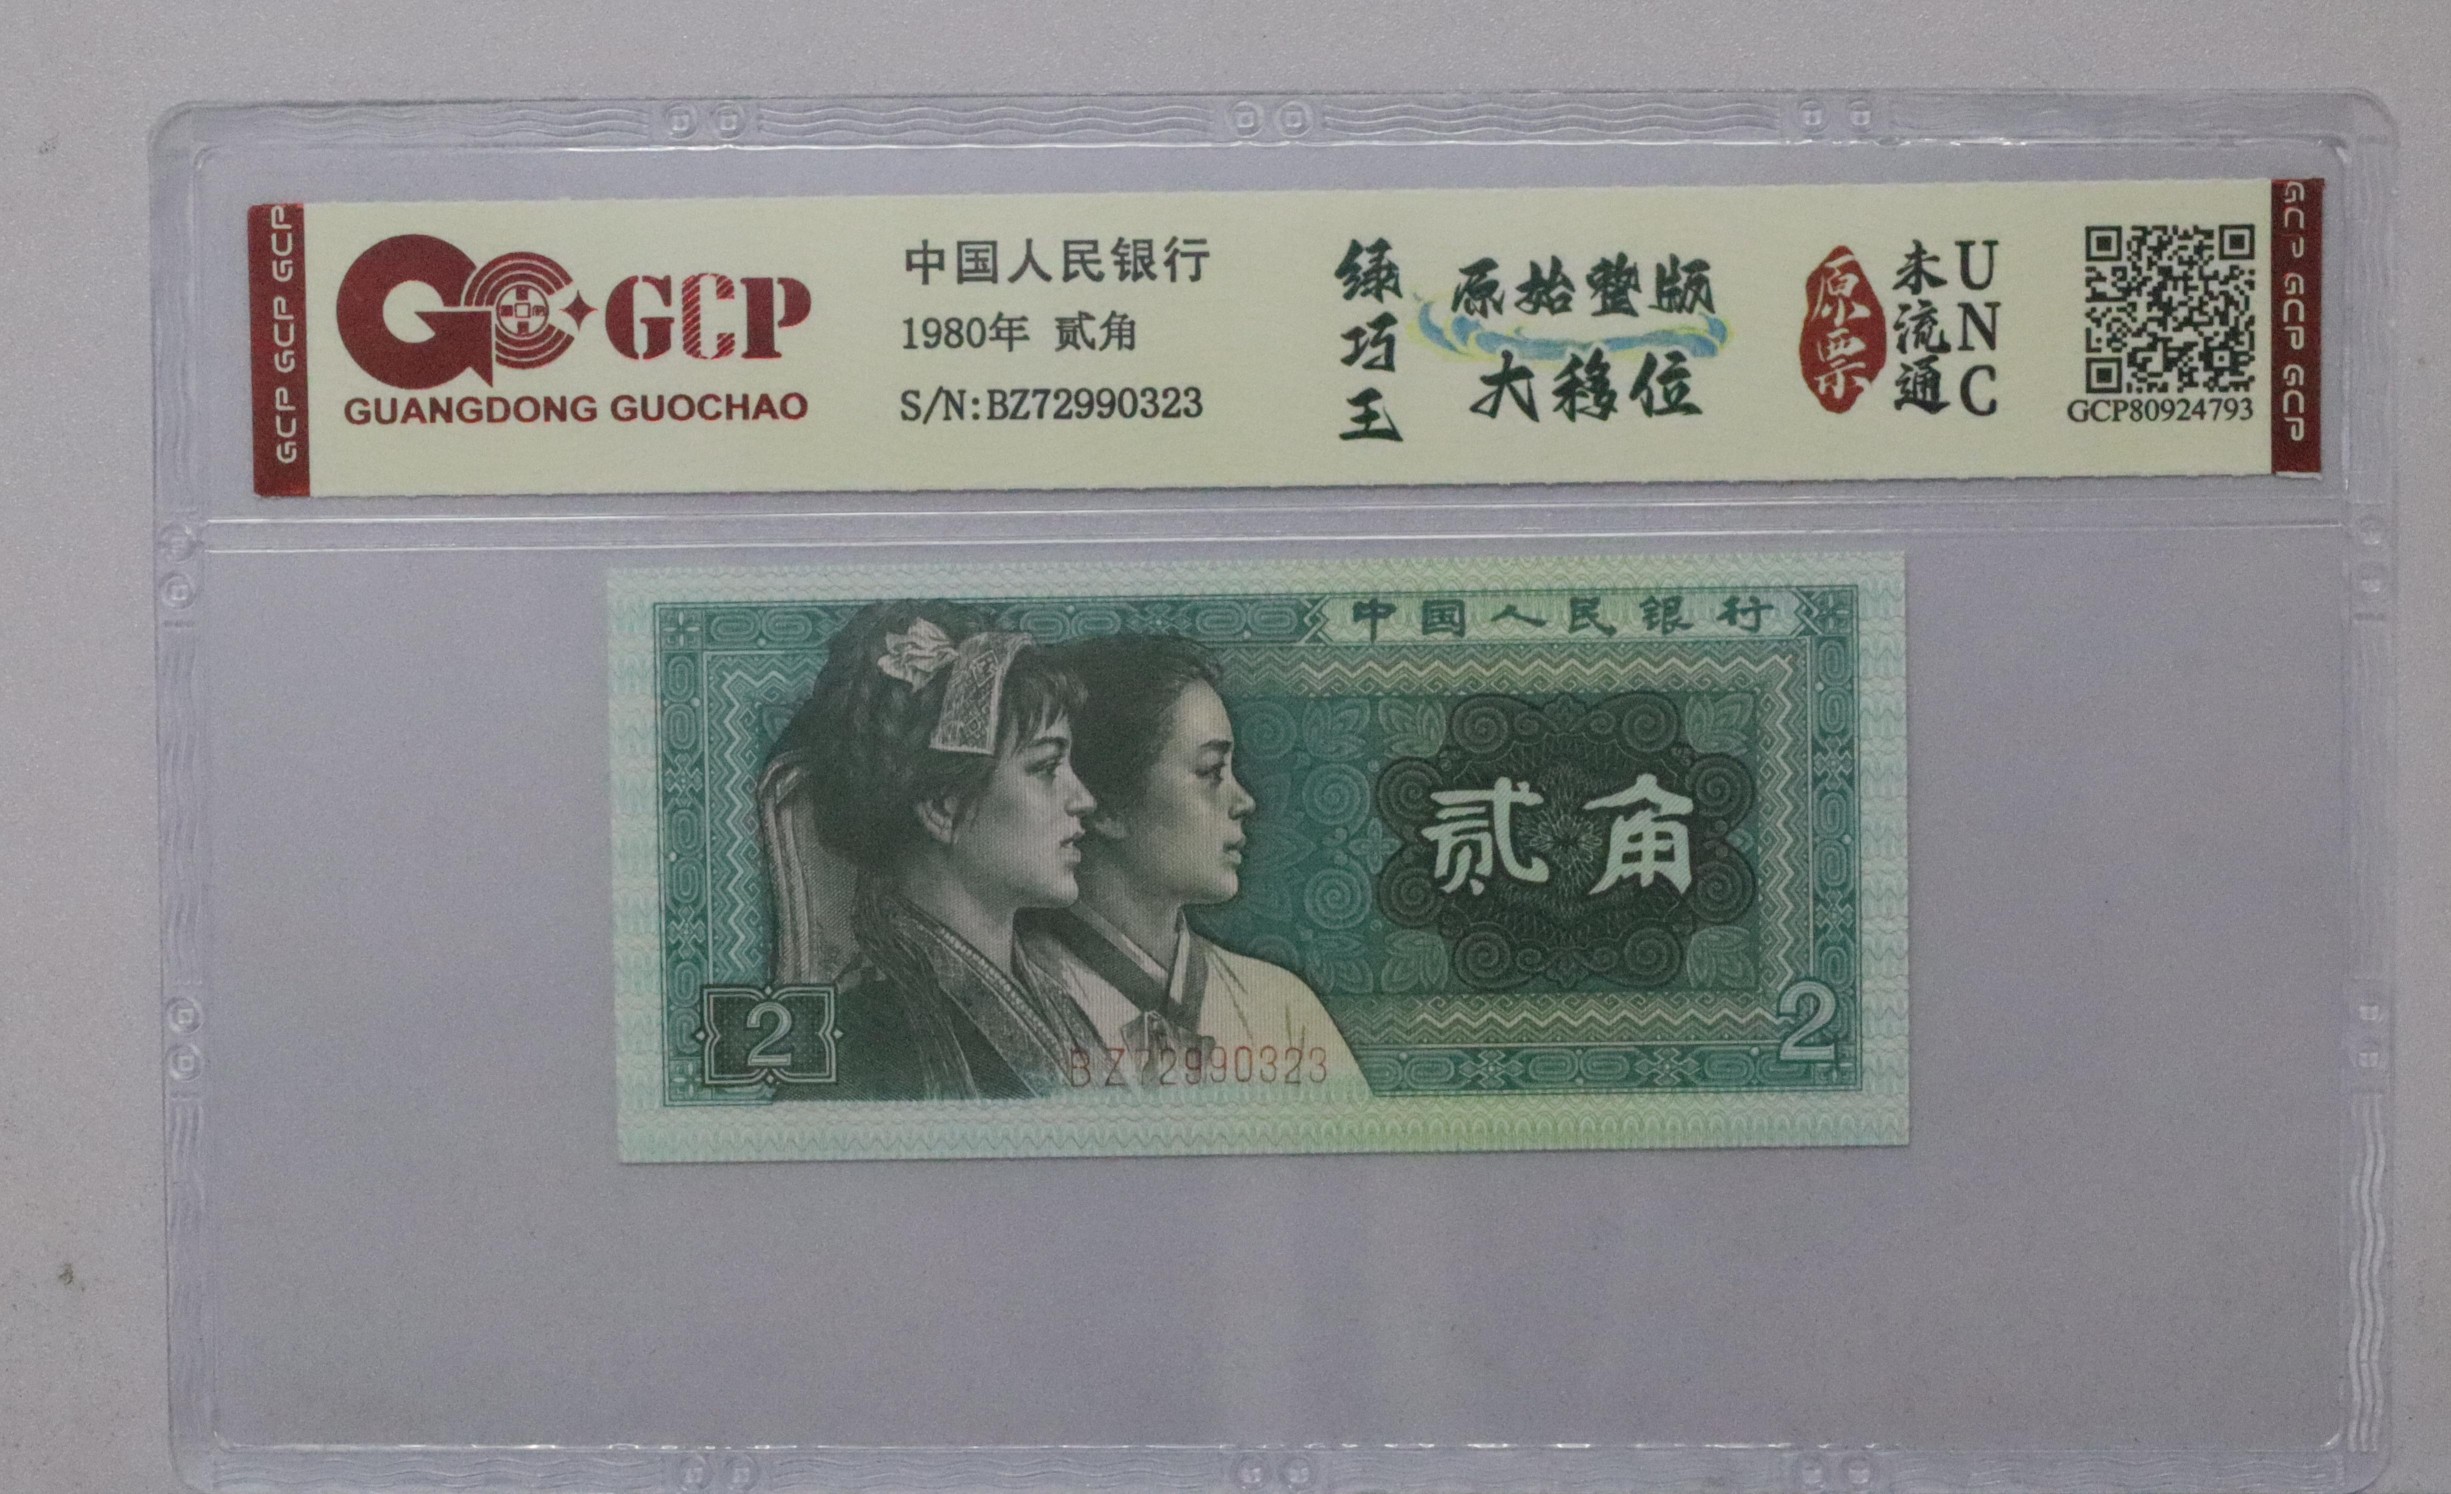 GCP GCP GCP
GCP
GUANGDONG GUOCHAO
中国人民银行
1980年 贰角
S/N:BZ72990323
绿巧王
原始整版
大移位
原票
未流通
UNC
GCP80924793
GCP GCP GCP
中国人民银行
贰角
2
2
BZ72990323